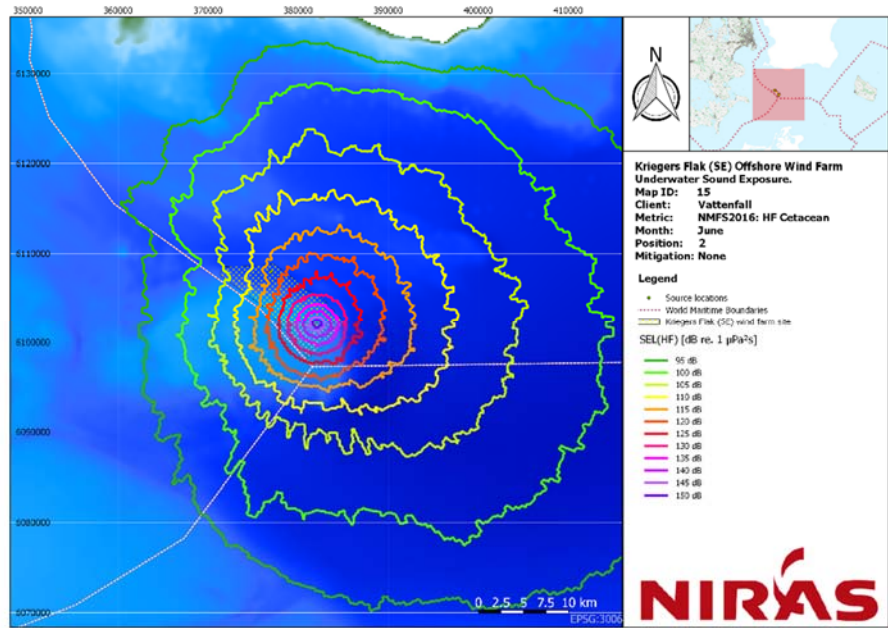 350000 360000 370000 380000 390000 400000 410000
6130000
6120000
6110000
6100000
6090000
6080000
6070000
0 2.5 5 7.5 10 km
EPSG:3006
N
Kriegers Flak (SE) Offshore Wind Farm
Underwater Sound Exposure.
Map ID: 15
Client: Vattenfall
Metric: NMFS2016: HF Cetacean
Month: June
Position: 2
Mitigation: None
Legend
Source locations
World Maritime Boundaries
Kriegers Flak (SE) wind farm site
SEL(HF) [dB re. 1 µPa²s]
95 dB
100 dB
105 dB
110 dB
115 dB
120 dB
125 dB
130 dB
135 dB
140 dB
145 dB
150 dB
NIRAS